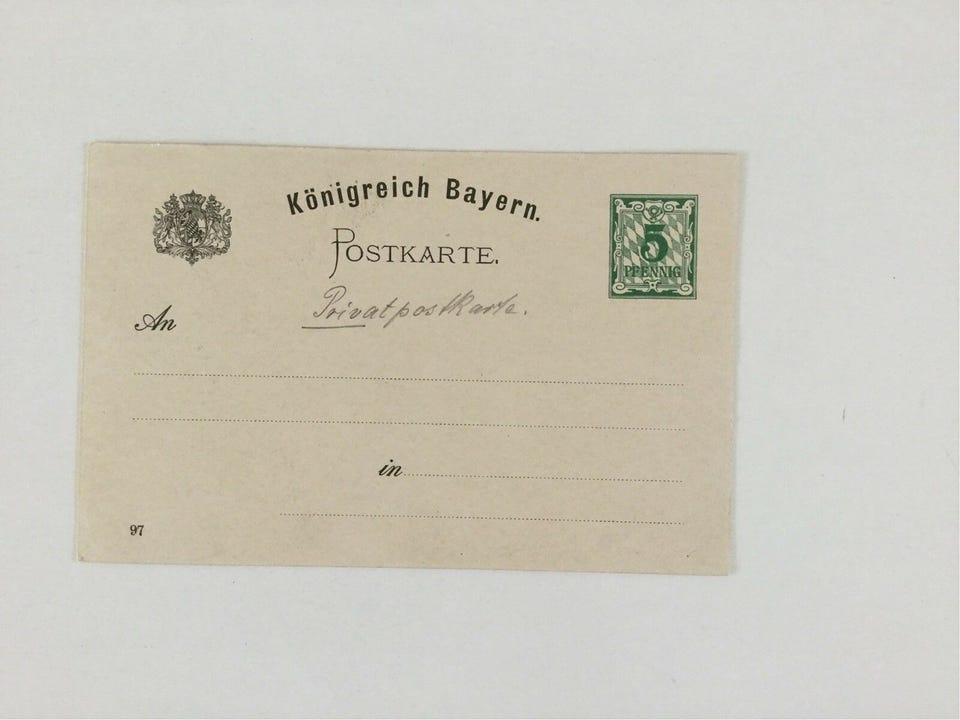 Königreich Bayern.
POSTKARTE.
5
PFENNIG
Privatpostkarte.
An
in
97